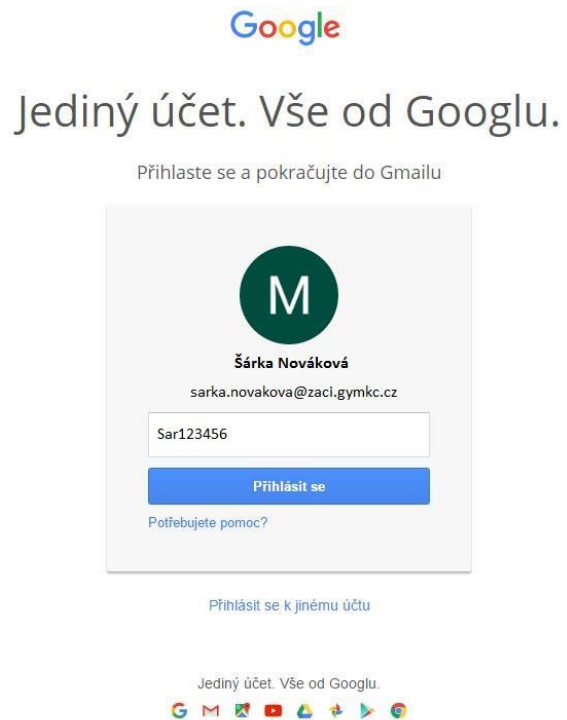 Google
Jediný účet. Vše od Googlu.
Přihlaste se a pokračujte do Gmailu
M
Šárka Nováková
sarka.novakova@zaci.gymkc.cz
Sar123456
Přihlásit se
Potřebujete pomoc?
Přihlásit se k jinému účtu
Jediný účet. Vše od Googlu.